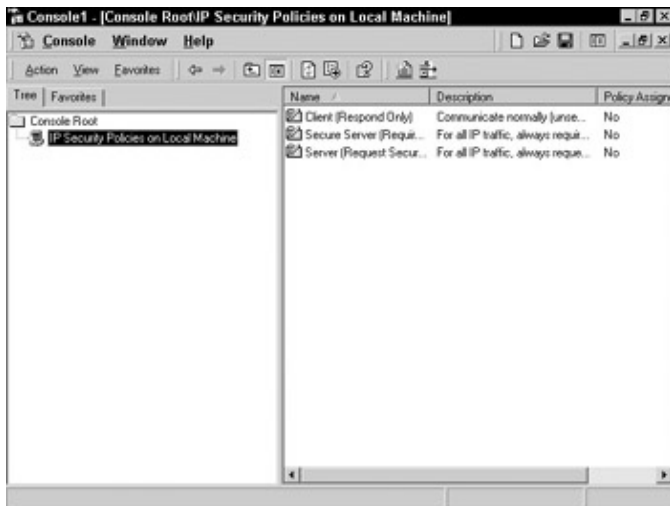 Console1 - [Console Root\IP Security Policies on Local Machine]
Console Window Help
Action View Favorites
Tree Favorites
Name Description Policy Assign
Console Root
IP Security Policies on Local Machine
Client (Respond Only) Communicate normally (unse... No
Secure Server (Requir... For all IP traffic, always requir... No
Server (Request Secur... For all IP traffic, always reque... No